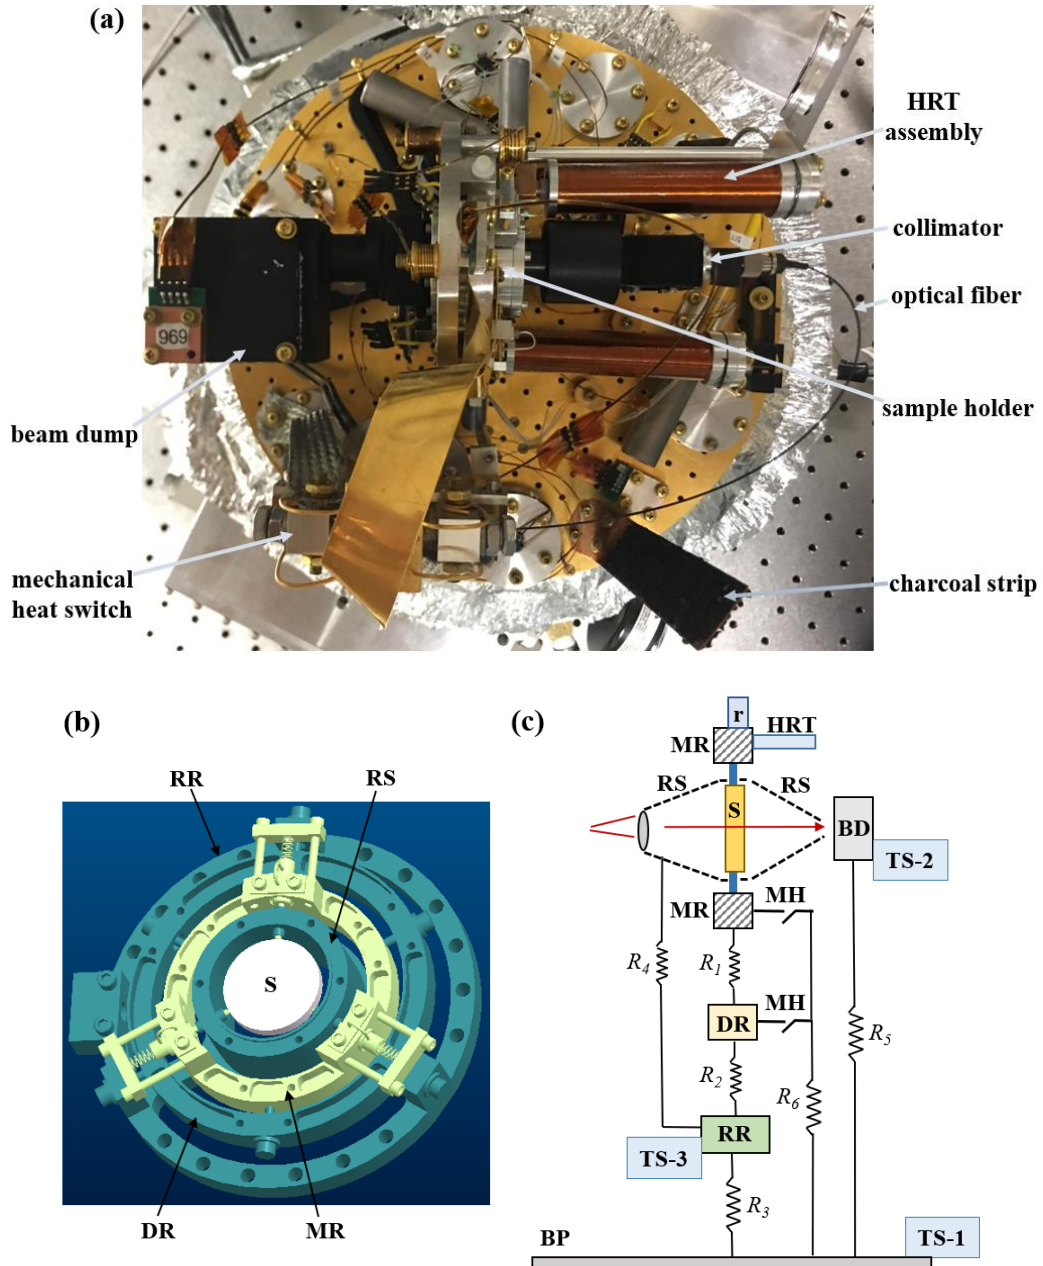 (a)
HRT
assembly
collimator
optical fiber
969
beam dump
sample holder
mechanical
heat switch
charcoal strip
(b)
(c)
r
HRT
MR
RR
RS
RS
RS
S
BD
TS-2
MR
MH
R4
R1
S
DR
MH
R5
R2
R6
RR
TS-3
R3
DR
MR
BP
TS-1